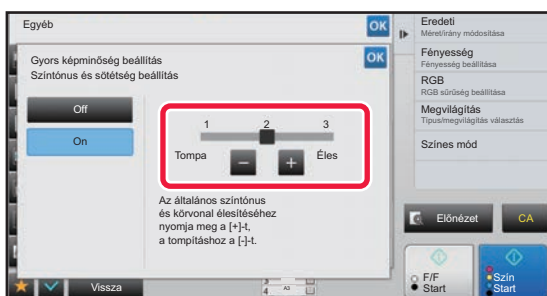 Egyéb
OK
Gyors képminőség beállítás
Színtónus és sötétség beállítás
OK
Off
On
1 2 3
Tompa
Éles
Az általános színtónus
és körvonal élesítéséhez
nyomja meg a [+]-t,
a tompításhoz a [-]-t.
Vissza
4 A3
Eredeti
Méret/irány módosítása
Fényesség
Fényesség beállítása
RGB
RGB sűrűség beállítása
Megvilágítás
Típus/megvilágítás választás
Színes mód
Előnézet
CA
F/F
Start
Szín
Start